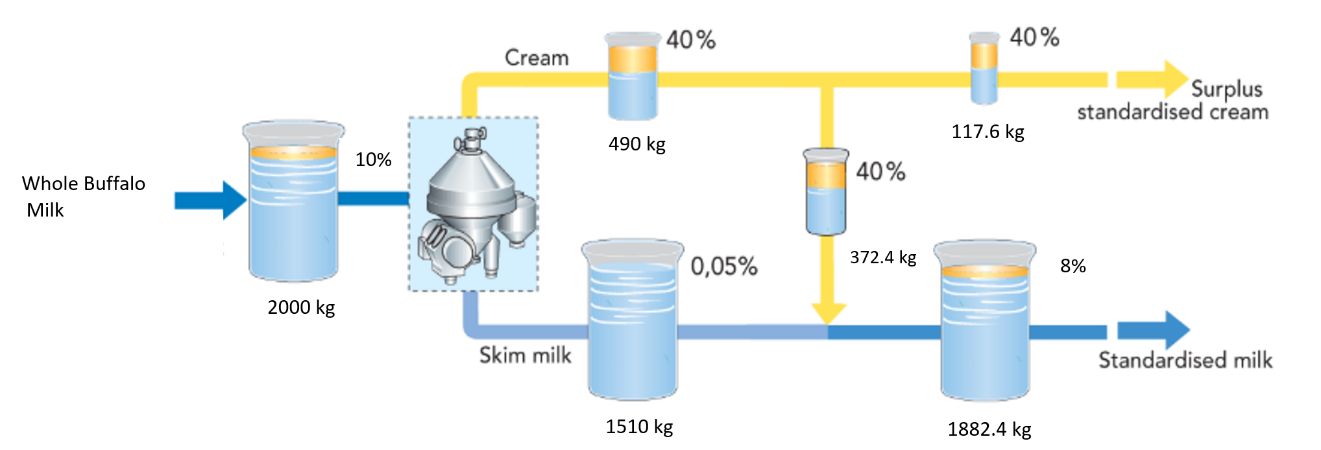 Whole Buffalo
Milk
10%
2000 kg
Cream
40%
490 kg
40%
117.6 kg
Surplus
standardised cream
40%
372.4 kg
Skim milk
0,05%
1510 kg
8%
1882.4 kg
Standardised milk